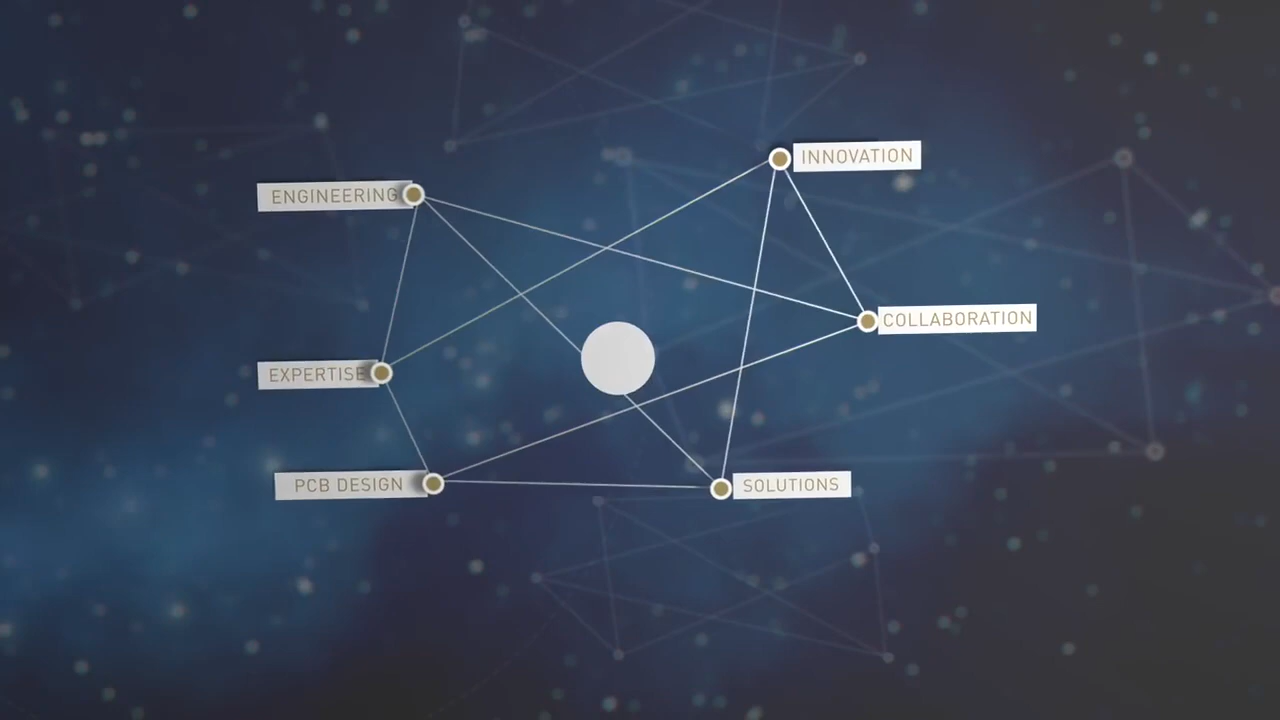 INNOVATION
ENGINEERING
COLLABORATION
EXPERTISE
PCB DESIGN
SOLUTIONS